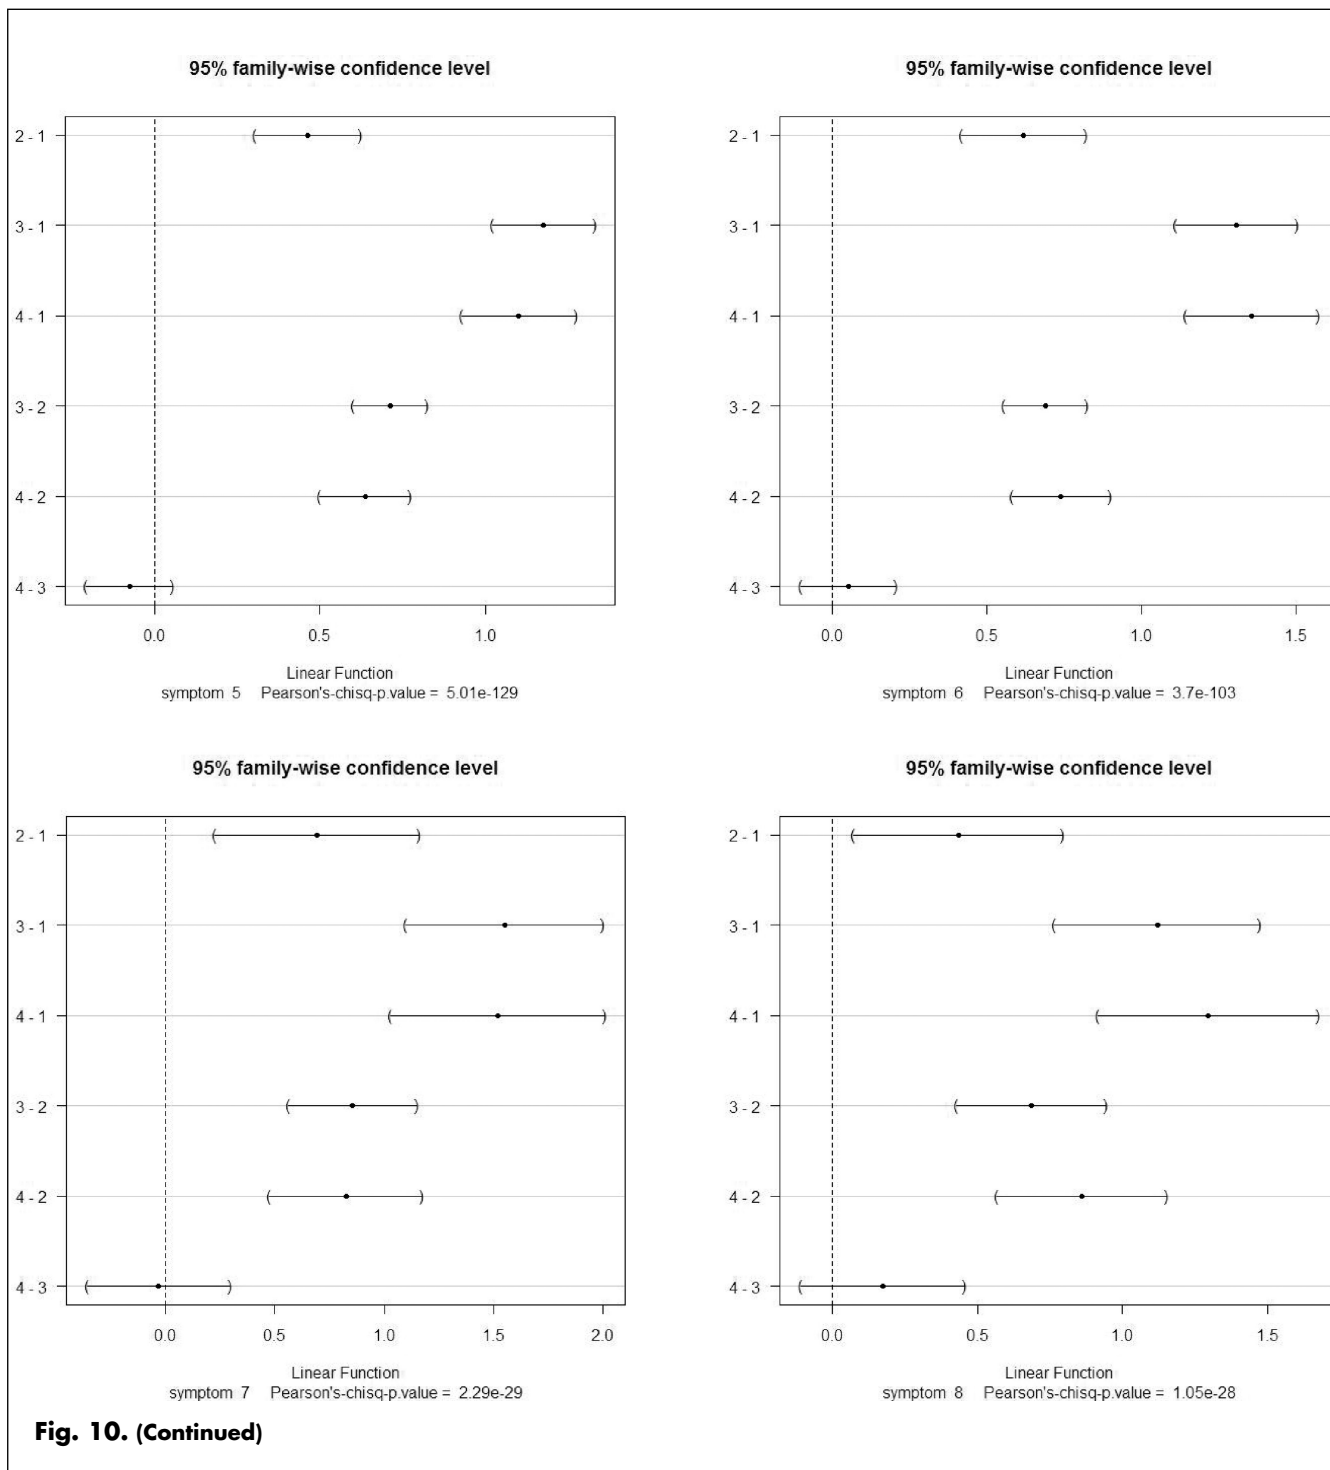 95% family-wise confidence level
2 - 1
3 - 1
4 - 1
3 - 2
4 - 2
4 - 3
0.0 0.5 1.0
Linear Function
symptom 5 Pearson's-chisq-p.value = 5.01e-129
95% family-wise confidence level
2 - 1
3 - 1
4 - 1
3 - 2
4 - 2
4 - 3
0.0 0.5 1.0 1.5
Linear Function
symptom 6 Pearson's-chisq-p.value = 3.7e-103
95% family-wise confidence level
2 - 1
3 - 1
4 - 1
3 - 2
4 - 2
4 - 3
0.0 0.5 1.0 1.5 2.0
Linear Function
symptom 7 Pearson's-chisq-p.value = 2.29e-29
95% family-wise confidence level
2 - 1
3 - 1
4 - 1
3 - 2
4 - 2
4 - 3
0.0 0.5 1.0 1.5
Linear Function
symptom 8 Pearson's-chisq-p.value = 1.05e-28
Fig. 10. (Continued)